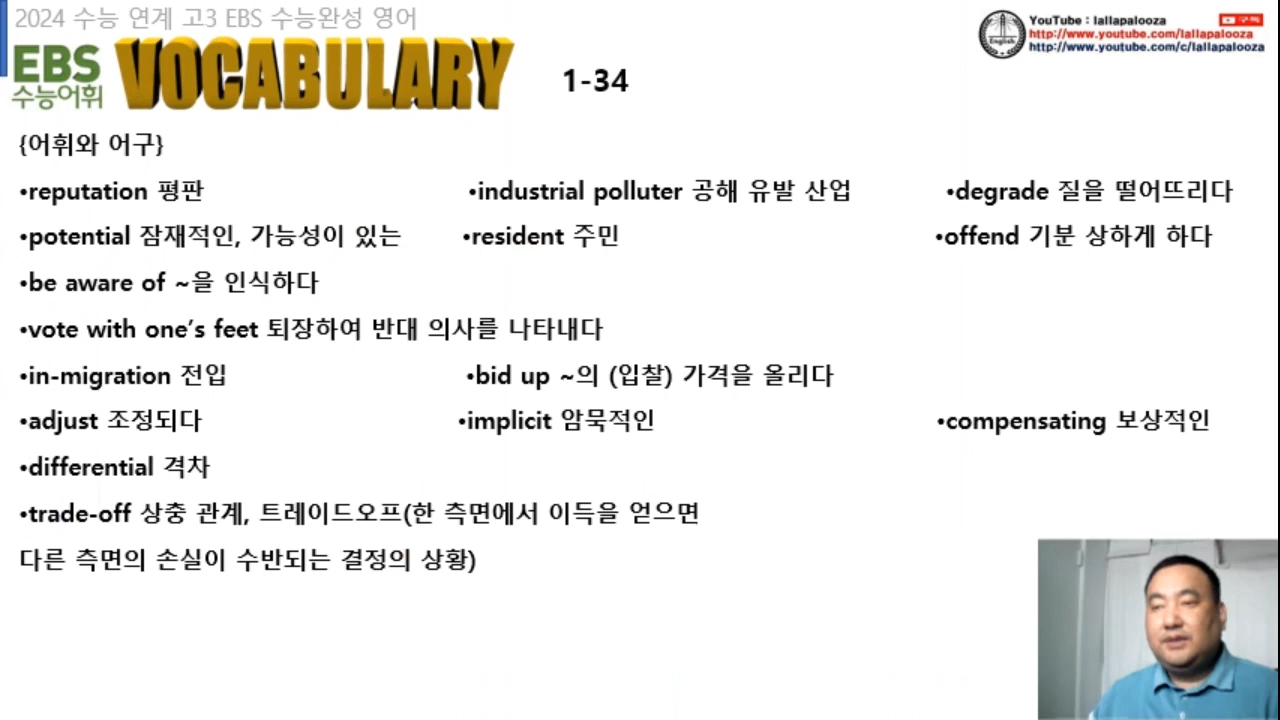 2024 수능 연계 고3 EBS 수능완성 영어
EBS 수능어휘
VOCABULARY
1-34
YouTube : lallapalooza
구독
http://www.youtube.com/lallapalooza
http://www.youtube.com/c/lallapalooza
English
{어휘와 어구}
•reputation 평판 •industrial polluter 공해 유발 산업 •degrade 질을 떨어뜨리다
•potential 잠재적인, 가능성이 있는 •resident 주민 •offend 기분 상하게 하다
•be aware of ~을 인식하다
•vote with one’s feet 퇴장하여 반대 의사를 나타내다
•in-migration 전입 •bid up ~의 (입찰) 가격을 올리다
•adjust 조정되다 •implicit 암묵적인 •compensating 보상적인
•differential 격차
•trade-off 상충 관계, 트레이드오프(한 측면에서 이득을 얻으면
다른 측면의 손실이 수반되는 결정의 상황)